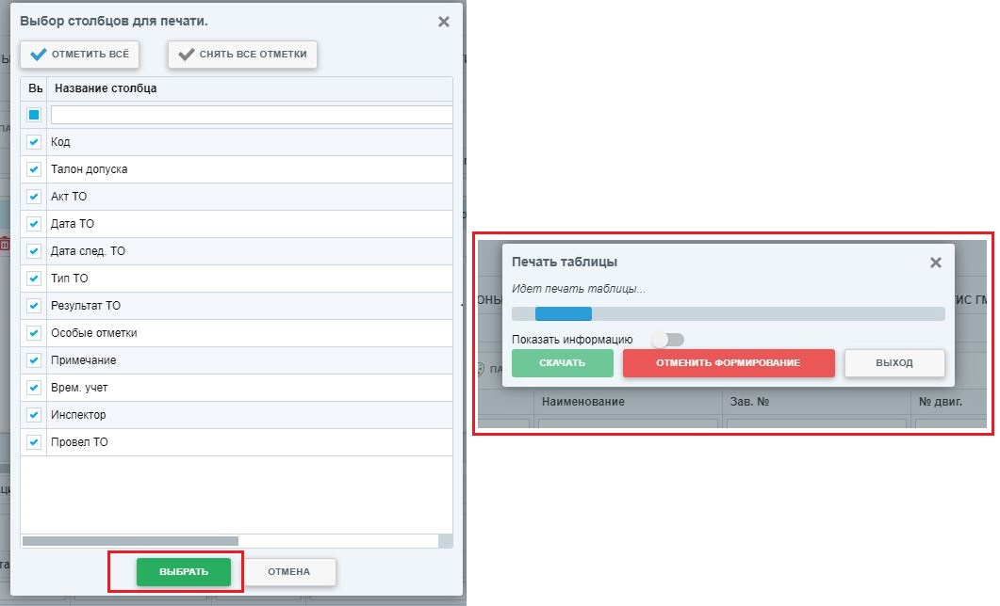 Выбор столбцов для печати.
ОТМЕТИТЬ ВСЁ
СНЯТЬ ВСЕ ОТМЕТКИ
Вь Название столбца
Код
Талон допуска
Акт ТО
Дата ТО
Дата след. ТО
Тип ТО
Результат ТО
Особые отметки
Примечание
Врем. учет
Инспектор
Провел ТО
ВЫБРАТЬ
ОТМЕНА
Печать таблицы
Идет печать таблицы...
Показать информацию
СКАЧАТЬ
ОТМЕНИТЬ ФОРМИРОВАНИЕ
ВЫХОД
Наименование
Зав. №
№ двиг.